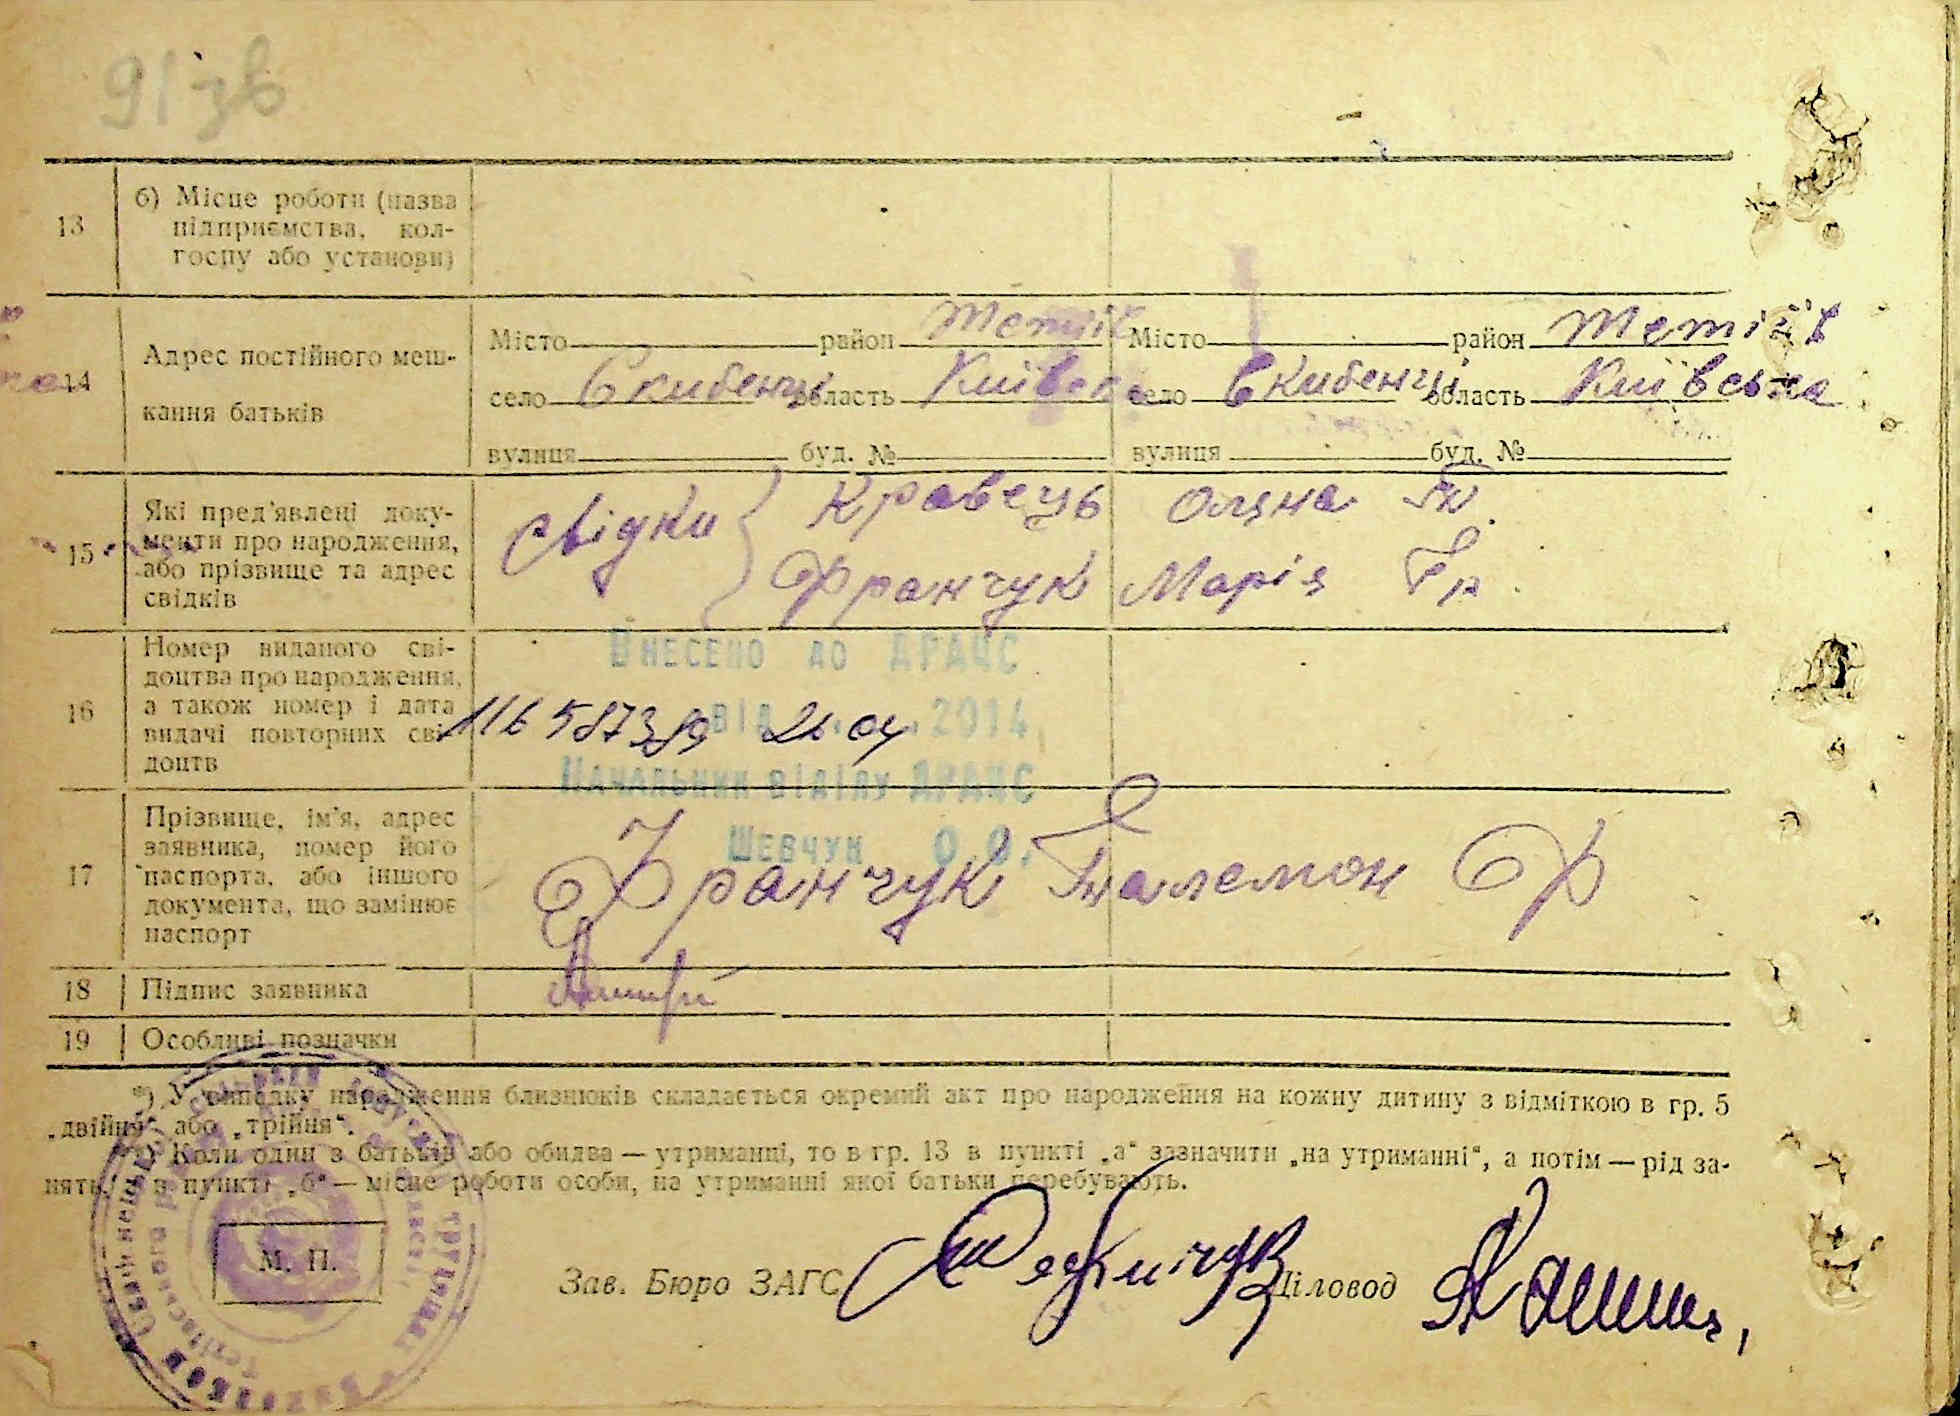 91 зв
13 б) Місце роботи (назва
підприємства, кол-
госпу або установи)
14 Адрес постійного меш-
кання батьків
Місто район Тетіїв Місто район Тетіїв
село Скибенці область Київськ село Скибенці область Київська
вулиця буд. № вулиця буд. №
15 Які пред'явлені доку-
менти про народження,
або прізвище та адрес
свідків
свідки Кравець Оляна
Франчук Марія Гр.
16 Номер виданого сві-
доцтва про народження,
а також номер і дата
видачі повторних сві-
доцтв
Внесено до ДРАЦС
від 2014
Начальник відділу ДРАЦС
Шевчук О.О.
17 Прізвище, ім'я, адрес
заявника, номер його
паспорта, або іншого
документа, що замінює
паспорт
Франчук Палемон Ф
18 Підпис заявника
19 Особливі позначки
*) У випадку народження близнюків складається окремий акт про народження на кожну дитину з відміткою в гр. 5
„двійня“ або „трійня“.
Коли один з батьків або обидва — утриманці, то в гр. 13 в пункті „а“ зазначити „на утриманні“, а потім — рід за-
нять, в пункті „б“ — місце роботи особи, на утриманні якої батьки перебувають.
М. П.
Зав. Бюро ЗАГС Діловод